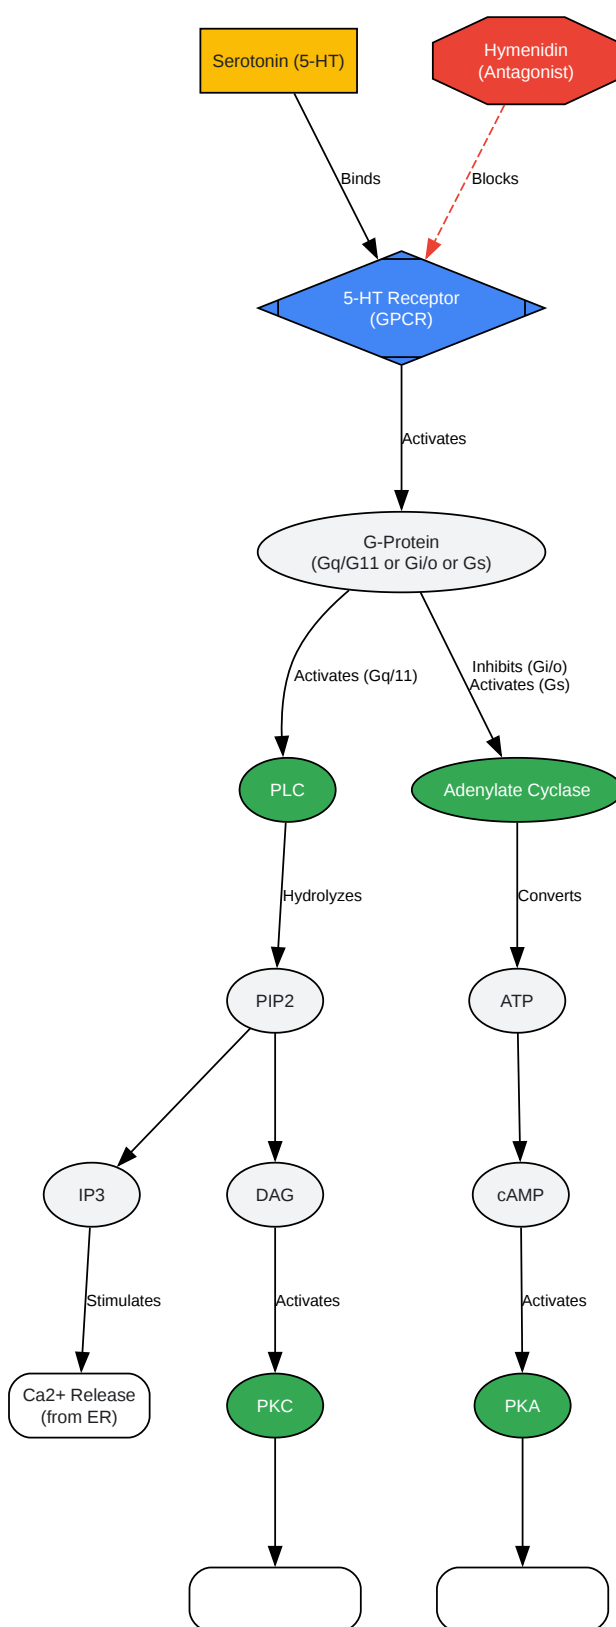 Serotonin (5-HT)
Hymenidin
(Antagonist)
Binds
Blocks
5-HT Receptor
(GPCR)
Activates
G-Protein
(Gq/G11 or Gi/o or Gs)
Activates (Gq/11)
Inhibits (Gi/o)
Activates (Gs)
PLC
Adenylate Cyclase
Hydrolyzes
Converts
PIP2
ATP
IP3
DAG
cAMP
Stimulates
Activates
Activates
Ca2+ Release
(from ER)
PKC
PKA